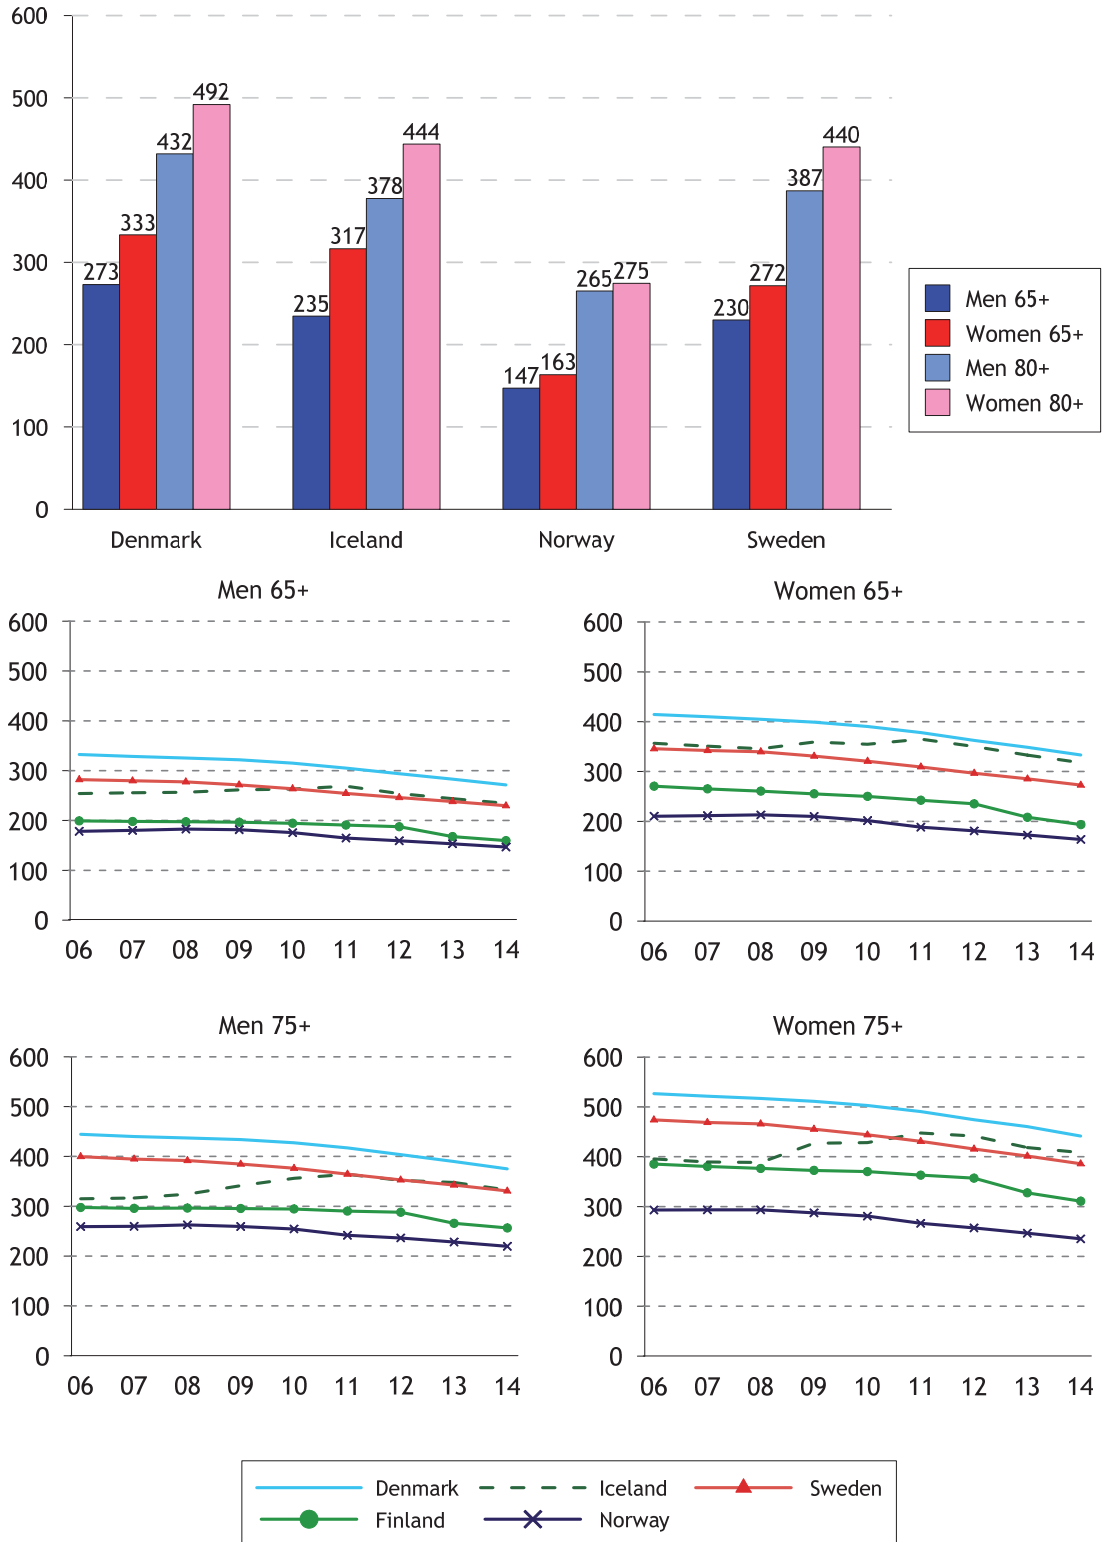 600
500
400
300
200
100
0
273 333 432 492
235 317 378 444
147 163 265 275
230 272 387 440
Denmark Iceland Norway Sweden
Men 65+
Women 65+
Men 80+
Women 80+
Men 65+
600
500
400
300
200
100
0
06 07 08 09 10 11 12 13 14
Women 65+
600
500
400
300
200
100
0
06 07 08 09 10 11 12 13 14
Men 75+
600
500
400
300
200
100
0
06 07 08 09 10 11 12 13 14
Women 75+
600
500
400
300
200
100
0
06 07 08 09 10 11 12 13 14
Denmark Iceland Sweden
Finland Norway